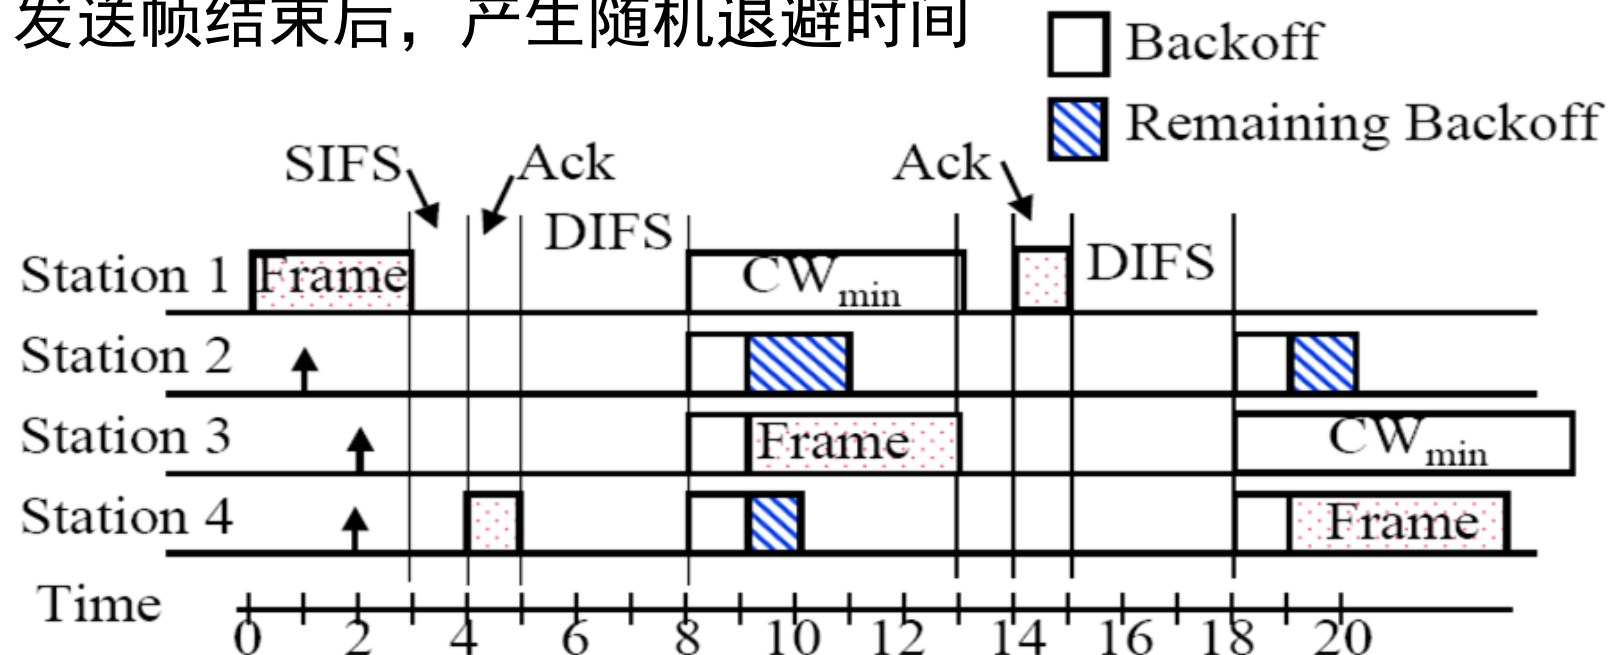 发送帧结束后，产生随机退避时间
Backoff
Remaining Backoff
SIFS Ack Ack
DIFS
Station 1 Frame CWmin DIFS
Station 2
Station 3 Frame CWmin
Station 4 Frame
Time
0 2 4 6 8 10 12 14 16 18 20